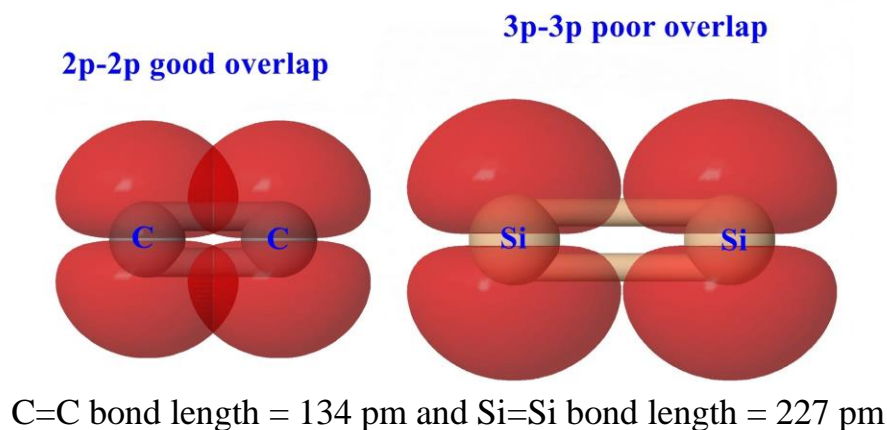 3p-3p poor overlap
2p-2p good overlap
C C
Si Si
C=C bond length = 134 pm and Si=Si bond length = 227 pm